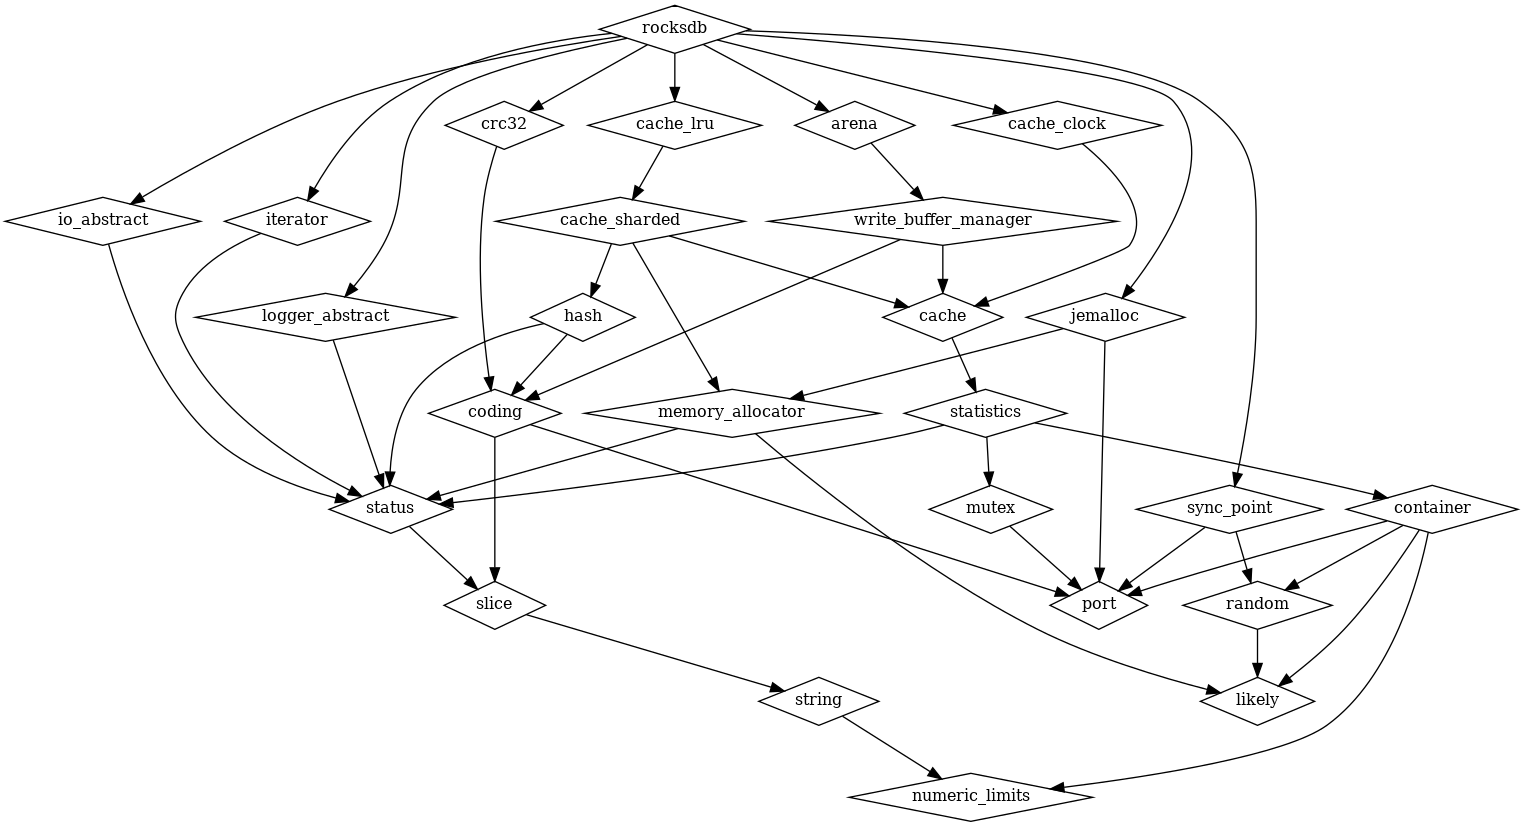 rocksdb
crc32
cache_lru
arena
cache_clock
io_abstract
iterator
cache_sharded
write_buffer_manager
logger_abstract
hash
cache
jemalloc
coding
memory_allocator
statistics
status
mutex
sync_point
container
slice
port
random
string
likely
numeric_limits